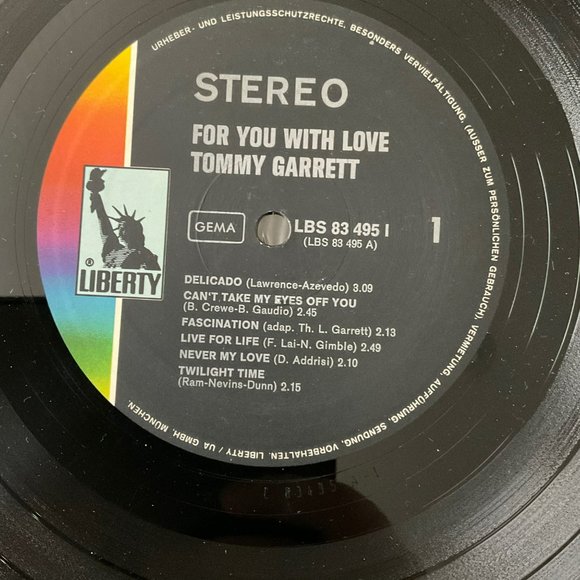 URHEBER- UND LEISTUNGSSCHUTZRECHTE, BESONDERS VERVIELFÄLTIGUNG, (AUSSER ZUM PERSÖNLICHEN GEBRAUCH) VERMIETUNG, AUFFÜHRUNG, SENDUNG, VORBEHALTEN. LIBERTY / UA GMBH, MÜNCHEN.
STEREO
FOR YOU WITH LOVE
TOMMY GARRETT
GEMA
LBS 83 495 I
1
(LBS 83 495 A)
® LIBERTY
DELICADO (Lawrence-Azevedo) 3.09
CAN'T TAKE MY EYES OFF YOU
(B. Crewe-B. Gaudio) 2.45
FASCINATION (adap. Th. L. Garrett) 2.13
LIVE FOR LIFE (F. Lai-N. Gimble) 2.49
NEVER MY LOVE (D. Addrisi) 2.10
TWILIGHT TIME
(Ram-Nevins-Dunn) 2.15